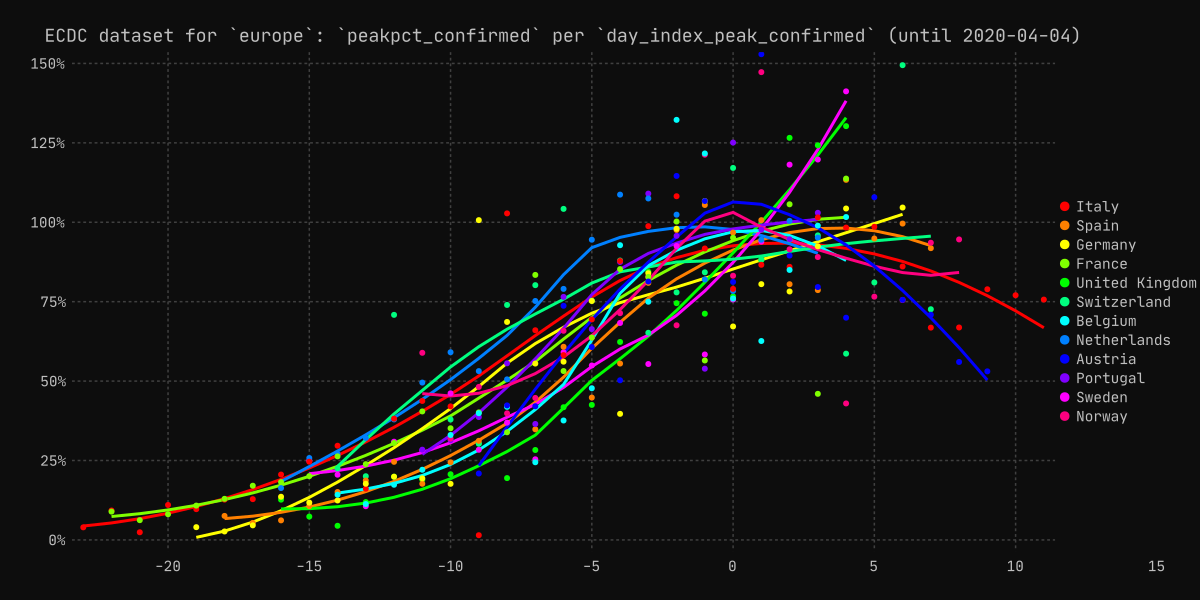 ECDC dataset for `europe`: `peakpct_confirmed` per `day_index_peak_confirmed` (until 2020-04-04)
150%
125%
100%
75%
50%
25%
0%
-20 -15 -10 -5 0 5 10 15
Italy
Spain
Germany
France
United Kingdom
Switzerland
Belgium
Netherlands
Austria
Portugal
Sweden
Norway